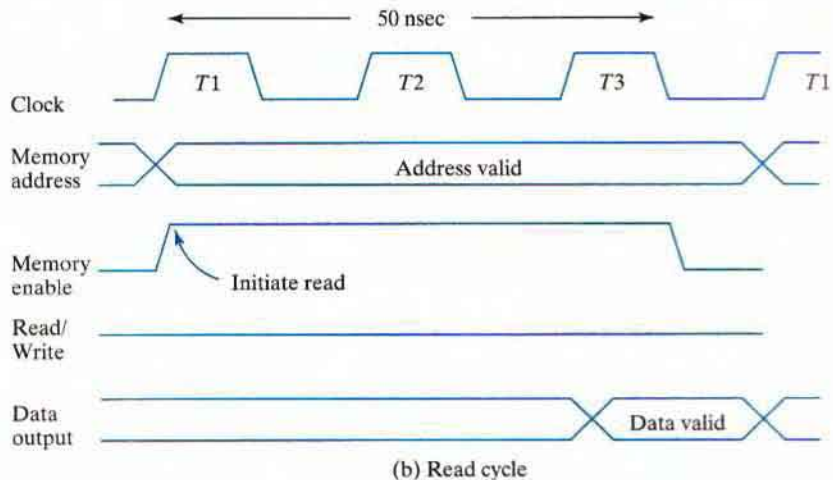 50 nsec
T1 T2 T3 T1
Clock
Memory
address
Address valid
Memory
enable
Initiate read
Read/
Write
Data
output
Data valid
(b) Read cycle